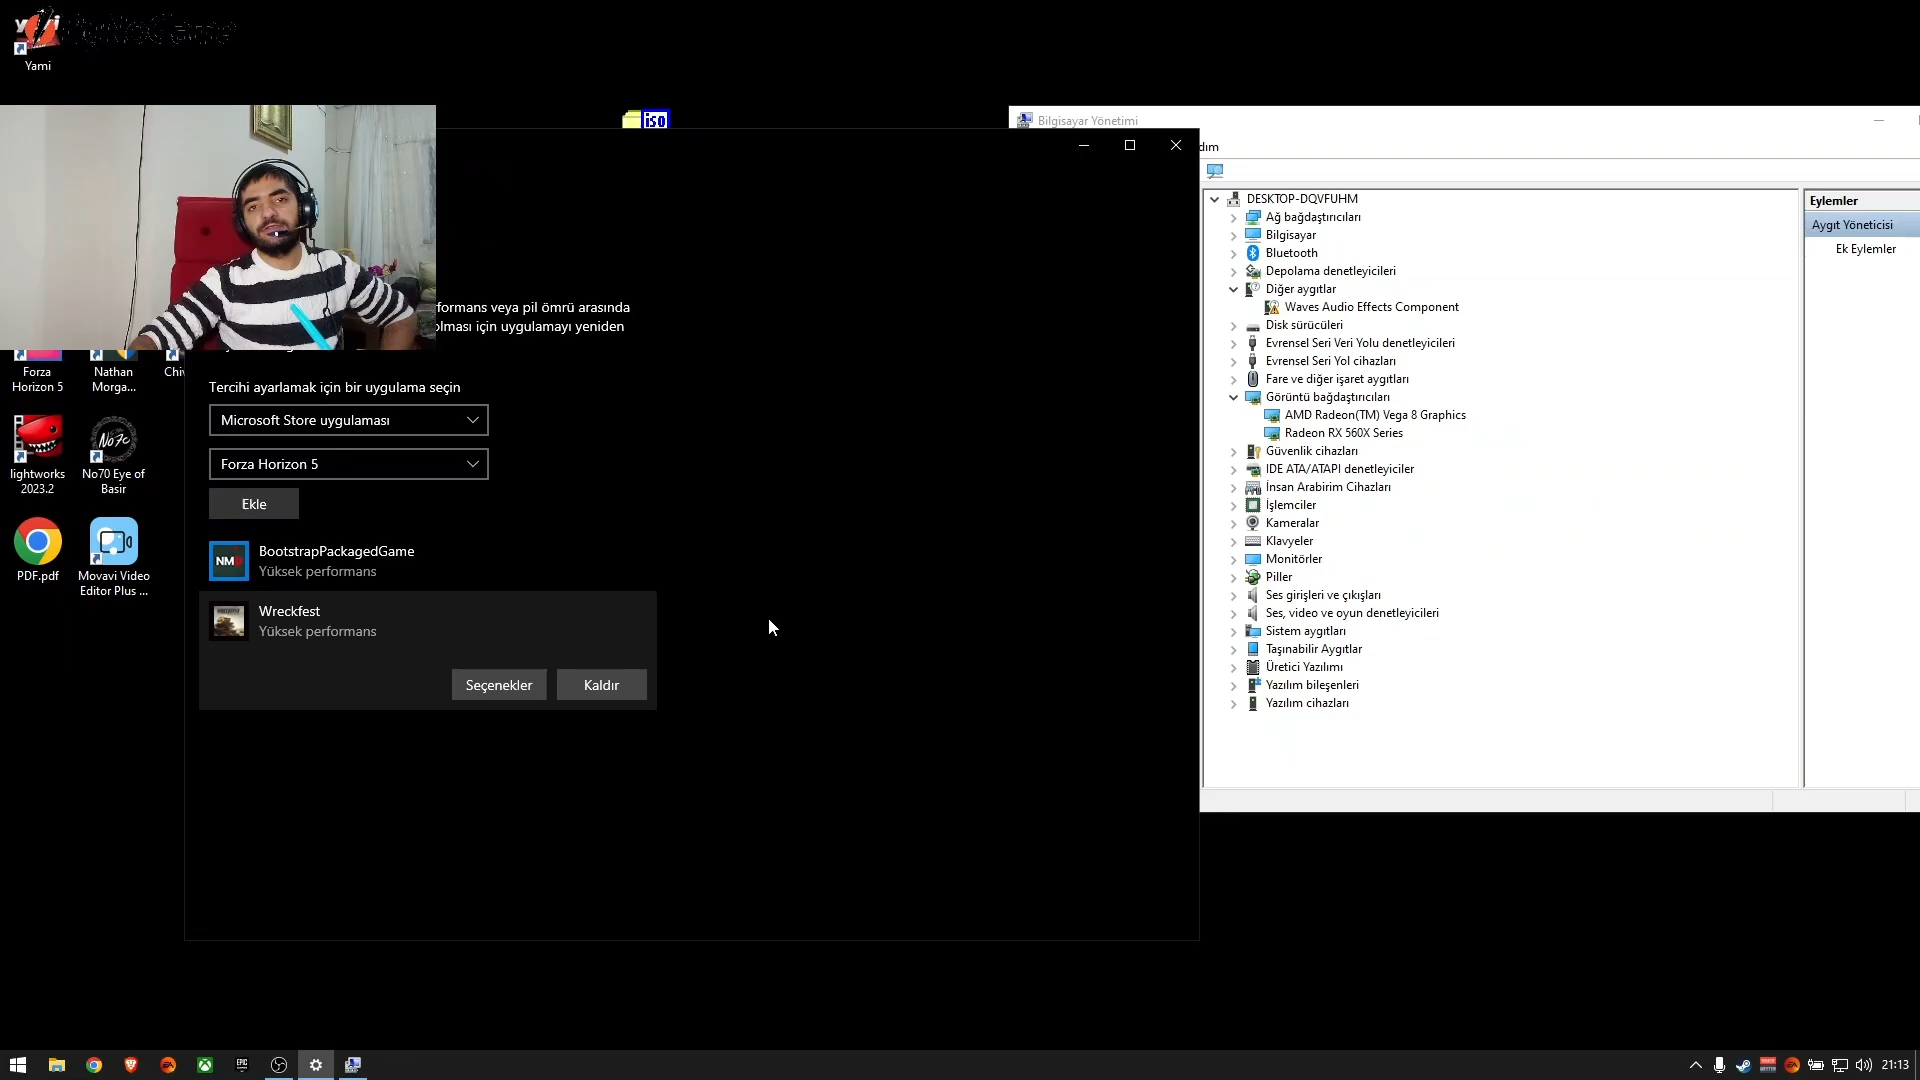 Yami
iso
Bilgisayar Yönetimi
dım
DESKTOP-DQVFUHM
Ağ bağdaştırıcıları
Bilgisayar
Bluetooth
Depolama denetleyicileri
Diğer aygıtlar
Waves Audio Effects Component
Disk sürücüleri
Evrensel Seri Veri Yolu denetleyicileri
Evrensel Seri Yol cihazları
Fare ve diğer işaret aygıtları
Görüntü bağdaştırıcıları
AMD Radeon(TM) Vega 8 Graphics
Radeon RX 560X Series
Güvenlik cihazları
IDE ATA/ATAPI denetleyiciler
İnsan Arabirim Cihazları
İşlemciler
Kameralar
Klavyeler
Monitörler
Piller
Ses girişleri ve çıkışları
Ses, video ve oyun denetleyicileri
Sistem aygıtları
Taşınabilir Aygıtlar
Üretici Yazılımı
Yazılım bileşenleri
Yazılım cihazları
Eylemler
Aygıt Yöneticisi
Ek Eylemler
formans veya pil ömrü arasında
olması için uygulamayı yeniden
Tercihi ayarlamak için bir uygulama seçin
Microsoft Store uygulaması
Forza Horizon 5
Ekle
NM
BootstrapPackagedGame
Yüksek performans
Wreckfest
Yüksek performans
Seçenekler
Kaldır
Forza
Horizon 5
Nathan
Morga...
Chiv
lightworks
2023.2
No7c
No70 Eye of
Basir
PDF.pdf
Movavi Video
Editor Plus ...
EA
EPIC
EA
21:13